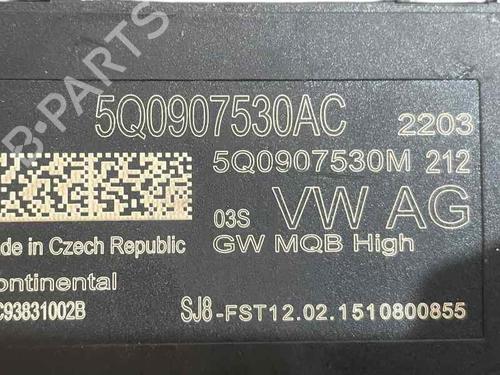 B-PARTS
5Q0907530AC 2203
5Q0907530M 212
03S VW AG
GW MQB High
de in Czech Republic
ontinental
C93831002B
SJ8-FST12.02.1510800855